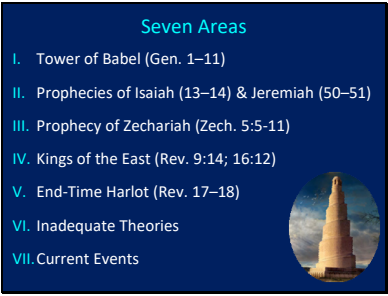 Seven Areas
I. Tower of Babel (Gen. 1–11)
II. Prophecies of Isaiah (13–14) & Jeremiah (50–51)
III. Prophecy of Zechariah (Zech. 5:5-11)
IV. Kings of the East (Rev. 9:14; 16:12)
V. End-Time Harlot (Rev. 17–18)
VI. Inadequate Theories
VII. Current Events